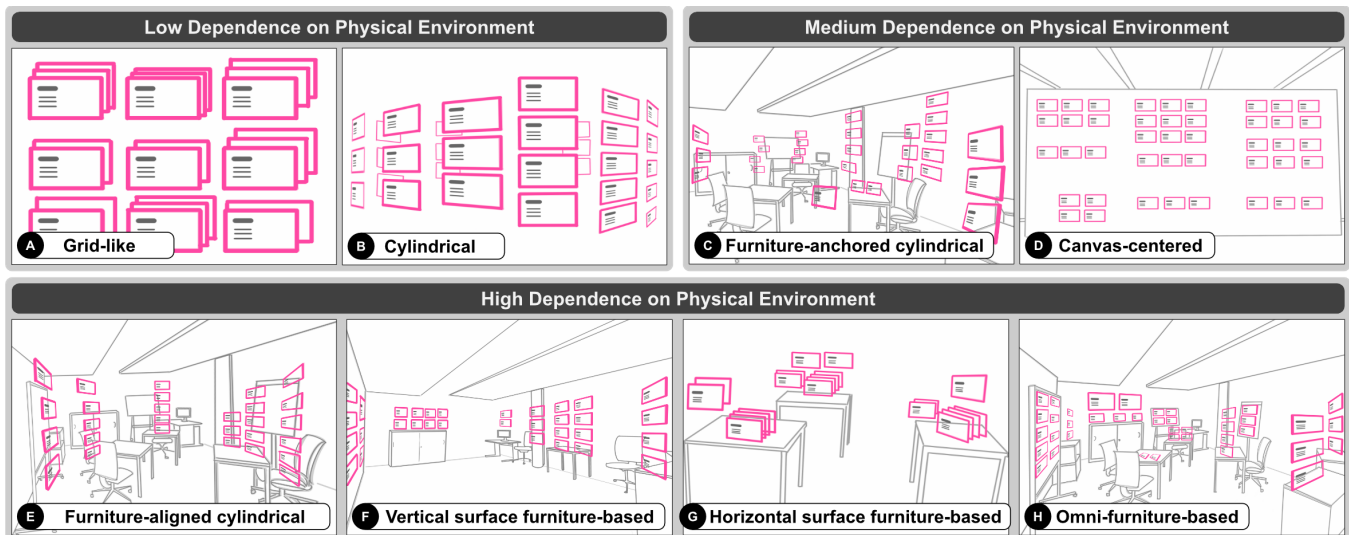 Low Dependence on Physical Environment
Medium Dependence on Physical Environment
A Grid-like
B Cylindrical
C Furniture-anchored cylindrical
D Canvas-centered
High Dependence on Physical Environment
E Furniture-aligned cylindrical
F Vertical surface furniture-based
G Horizontal surface furniture-based
H Omni-furniture-based